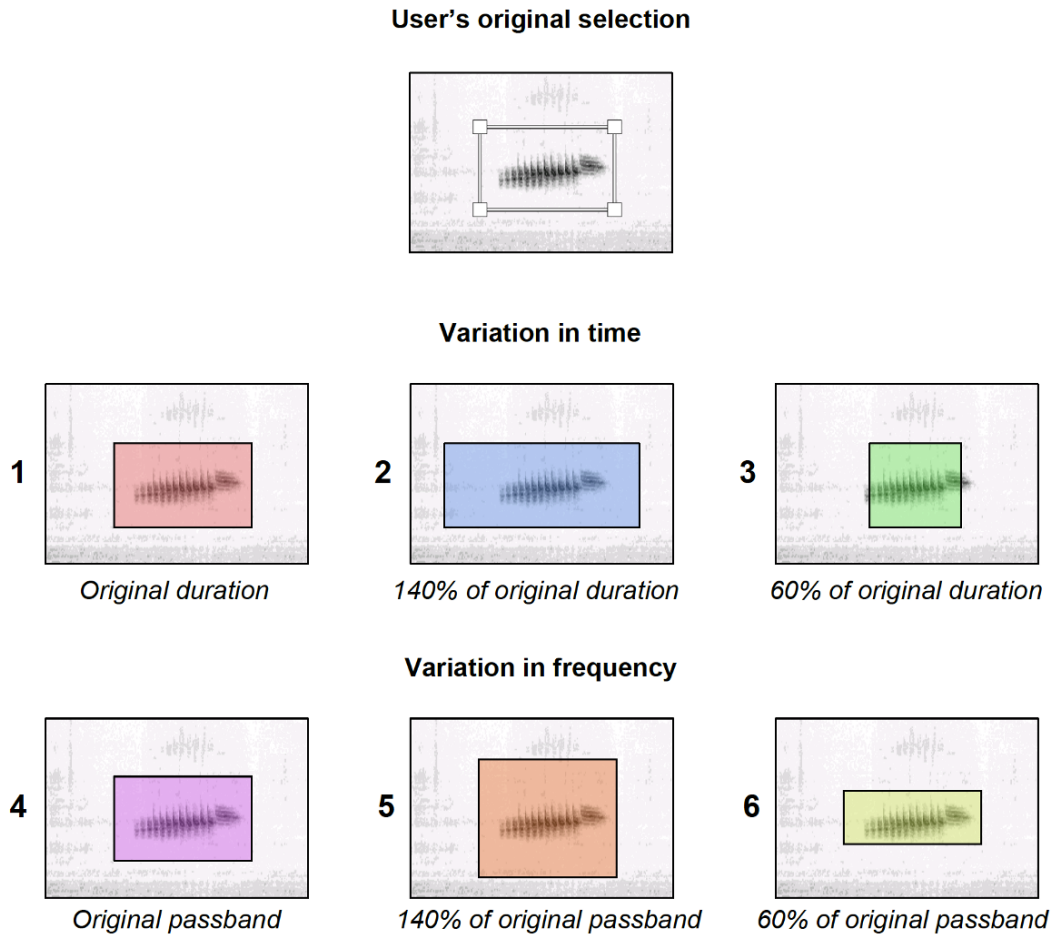 User’s original selection
Variation in time
1
2
3
Original duration
140% of original duration
60% of original duration
Variation in frequency
4
5
6
Original passband
140% of original passband
60% of original passband